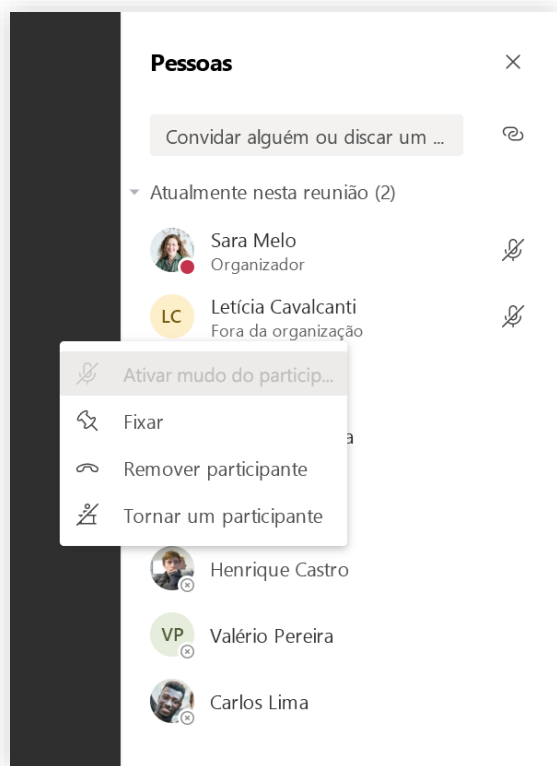 Pessoas
Convidar alguém ou discar um ...
Atualmente nesta reunião (2)
Sara Melo
Organizador
LC
Letícia Cavalcanti
Fora da organização
Ativar mudo do particip...
Fixar
a
Remover participante
Tornar um participante
Henrique Castro
VP
Valério Pereira
Carlos Lima